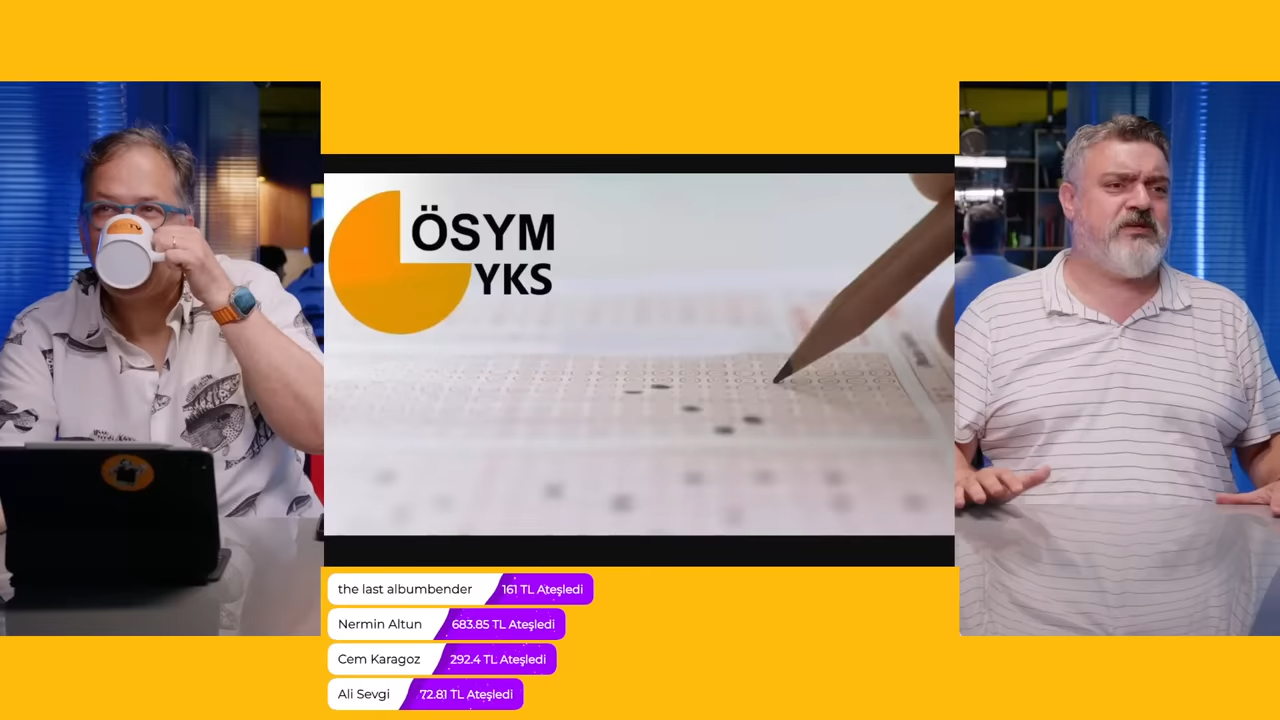 TV
ÖSYM
YKS
the last albumbender 161 TL Ateşledi
Nermin Altun 683.85 TL Ateşledi
Cem Karagoz 292.4 TL Ateşledi
Ali Sevgi 72.81 TL Ateşledi